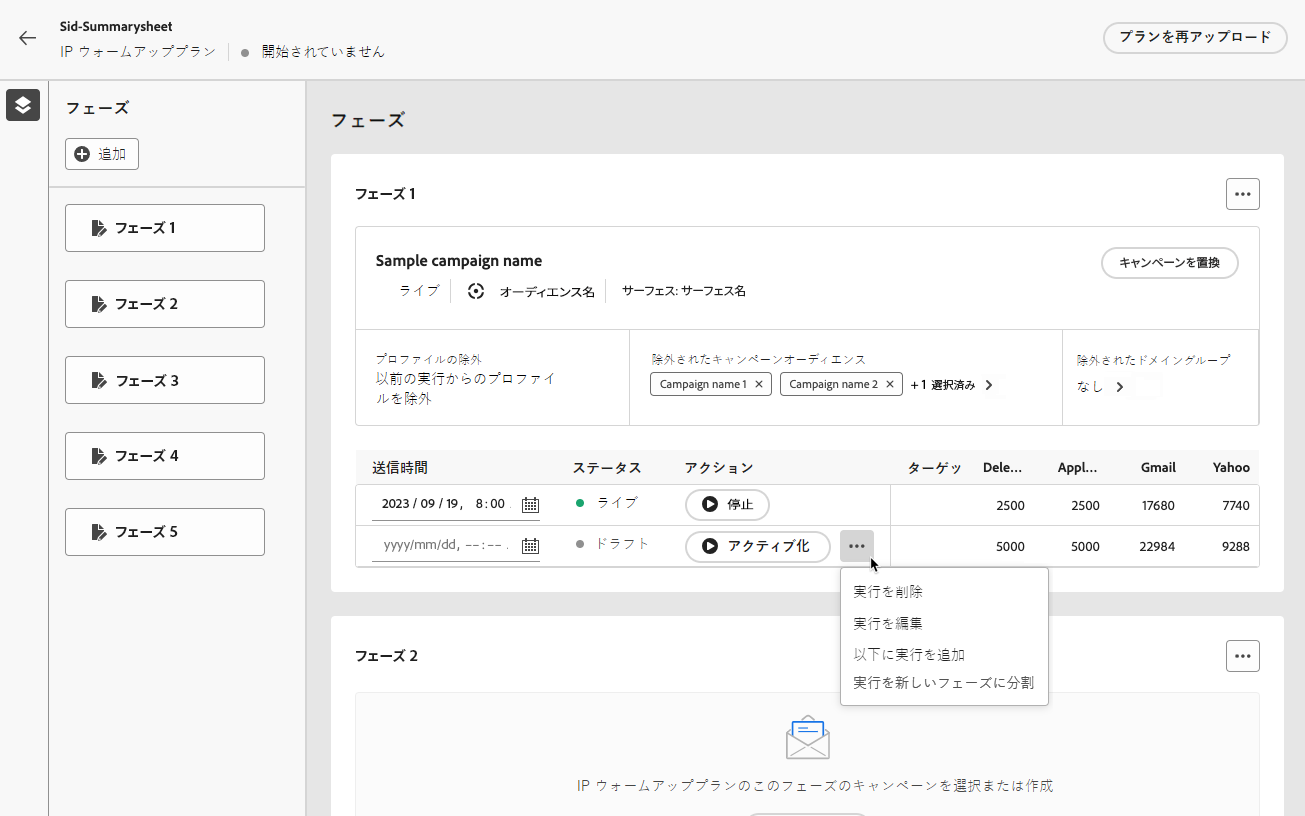 Sid-Summarysheet
IP ウォームアッププラン
開始されていません
プランを再アップロード
フェーズ
追加
フェーズ 1
フェーズ 2
フェーズ 3
フェーズ 4
フェーズ 5
フェーズ
フェーズ 1
Sample campaign name
キャンペーンを置換
ライブ
オーディエンス名
サーフェス: サーフェス名
プロファイルの除外
以前の実行からのプロファイ
ルを除外
除外されたキャンペーンオーディエンス
Campaign name 1
Campaign name 2
+1 選択済み
除外されたドメイングループ
なし
送信時間 ステータス アクション ターゲッ Dele... Appl... Gmail Yahoo
2023 / 09 / 19, 8:00 ライブ 停止 2500 2500 17680 7740
yyyy/mm/dd, --:-- ドラフト アクティブ化 5000 5000 22984 9288
実行を削除
実行を編集
以下に実行を追加
実行を新しいフェーズに分割
フェーズ 2
IP ウォームアッププランのこのフェーズのキャンペーンを選択または作成